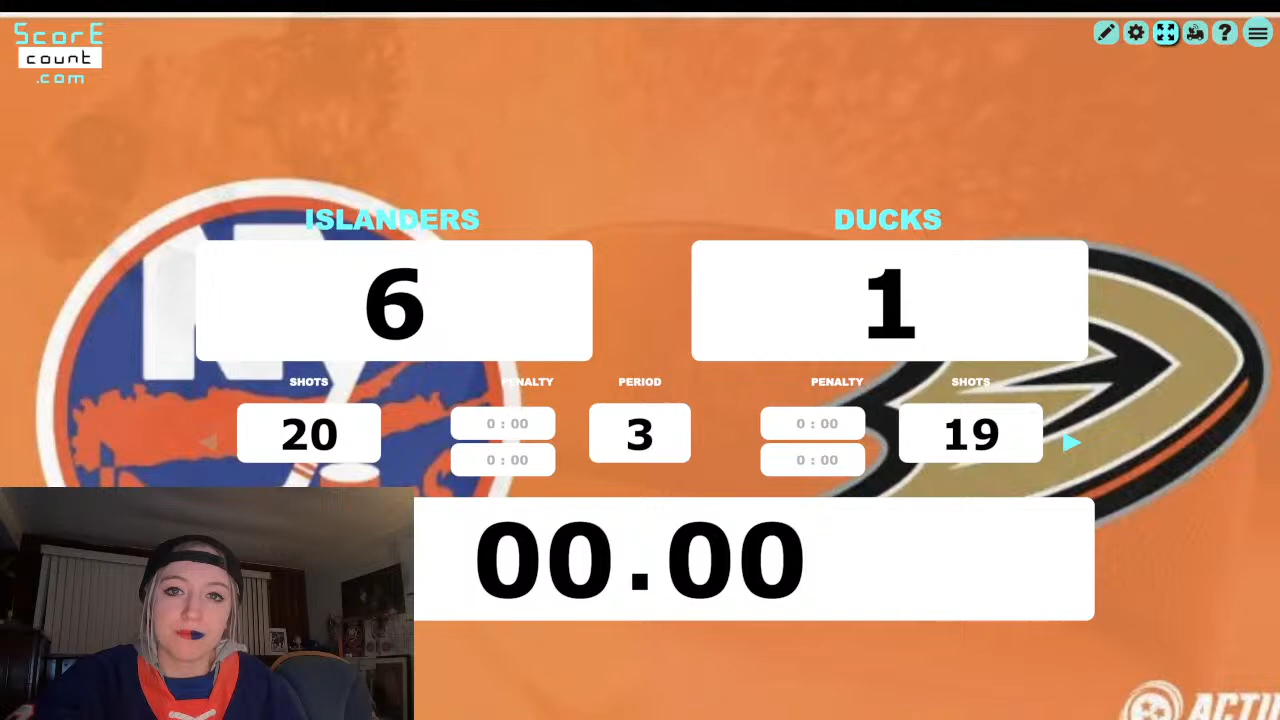 ScorE
count
.com
?
ISLANDERS
DUCKS
6
1
SHOTS
PENALTY
PERIOD
PENALTY
SHOTS
20
0 : 00
0 : 00
3
0 : 00
0 : 00
19
00.00
NY